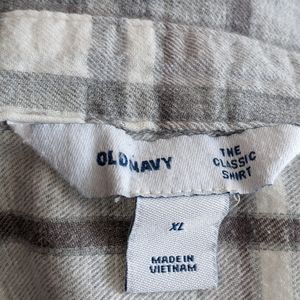 OLD NAVY
THE
CLASSIC
SHIRT
XL
MADE IN
VIETNAM